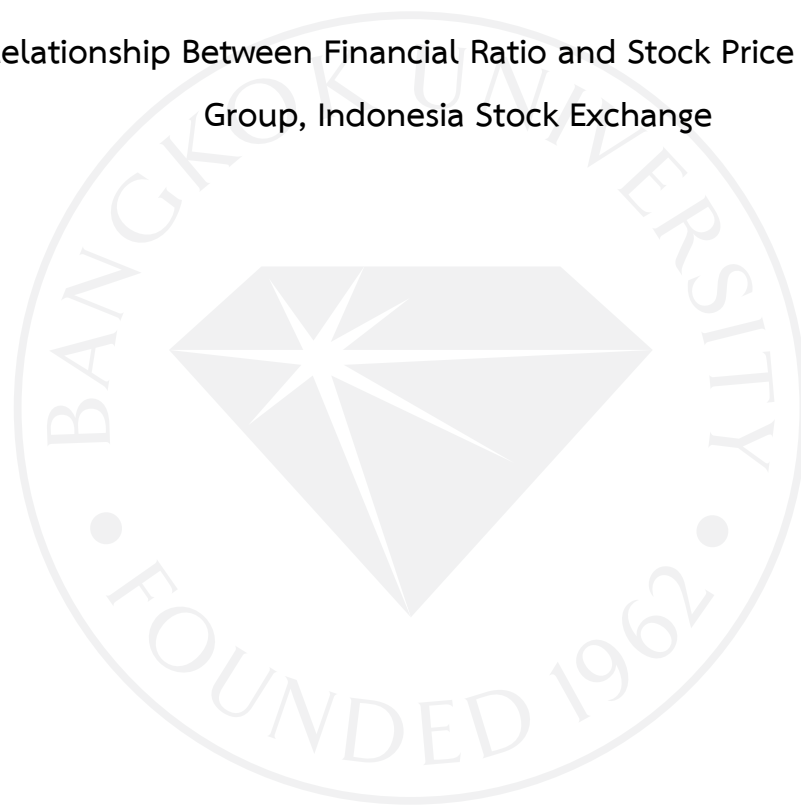 elationship Between Financial Ratio and Stock Price
Group, Indonesia Stock Exchange
BANGKOK UNIVERSITY
• FOUNDED 1962 •